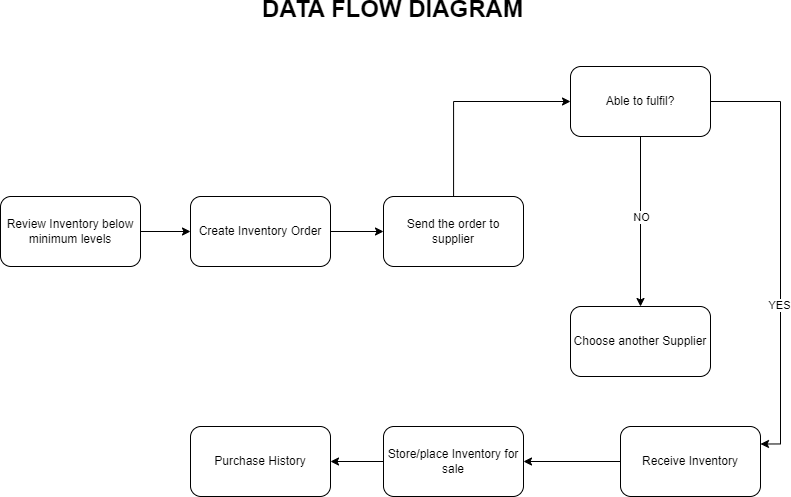 DATA FLOW DIAGRAM
Able to fulfil?
Review Inventory below
minimum levels
Create Inventory Order
Send the order to
supplier
NO
YES
Choose another Supplier
Purchase History
Store/place Inventory for
sale
Receive Inventory